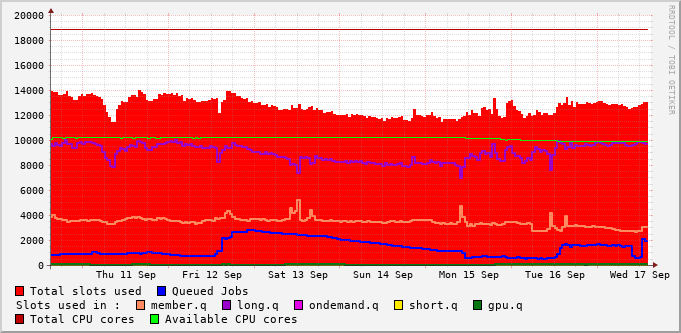 20000
18000
16000
14000
12000
10000
8000
6000
4000
2000
0
Thu 11 Sep Fri 12 Sep Sat 13 Sep Sun 14 Sep Mon 15 Sep Tue 16 Sep Wed 17 Sep
Total slots used Queued Jobs
Slots used in : member.q long.q ondemand.q short.q gpu.q
Total CPU cores Available CPU cores
RRDTOOL / TOBI OETIKER